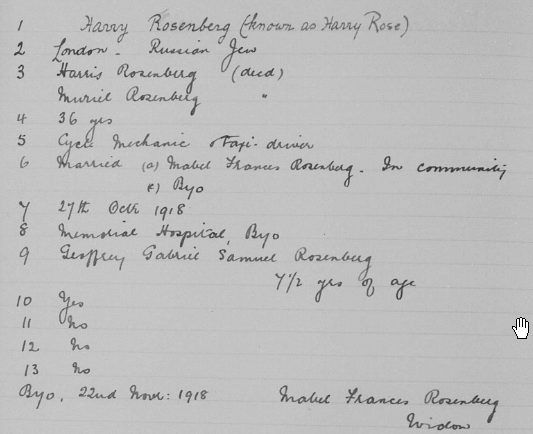 1 Harry Rosenberg (known as Harry Rose)
2 London - Russian Jew
3 Harris Rosenberg (decd)
Muriel Rosenberg "
4 36 yrs
5 Cycle Mechanic & taxi-driver
6 Married (a) Mabel Frances Rosenberg. In community
(c) Byo
7 27th Octr 1918
8 Memorial Hospital, Byo
9 Geoffrey Gabriel Samuel Rosenberg
7 1/2 yrs of age
10 Yes
11 No
12 No
13 No
Byo, 22nd Novr: 1918 Mabel Frances Rosenberg
Widow